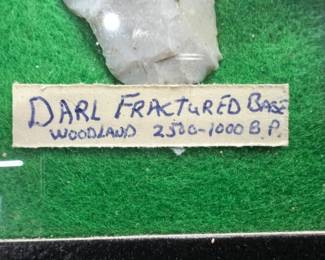 DARL FRACTURED BASE
WOODLAND 2500-1000 B.P.